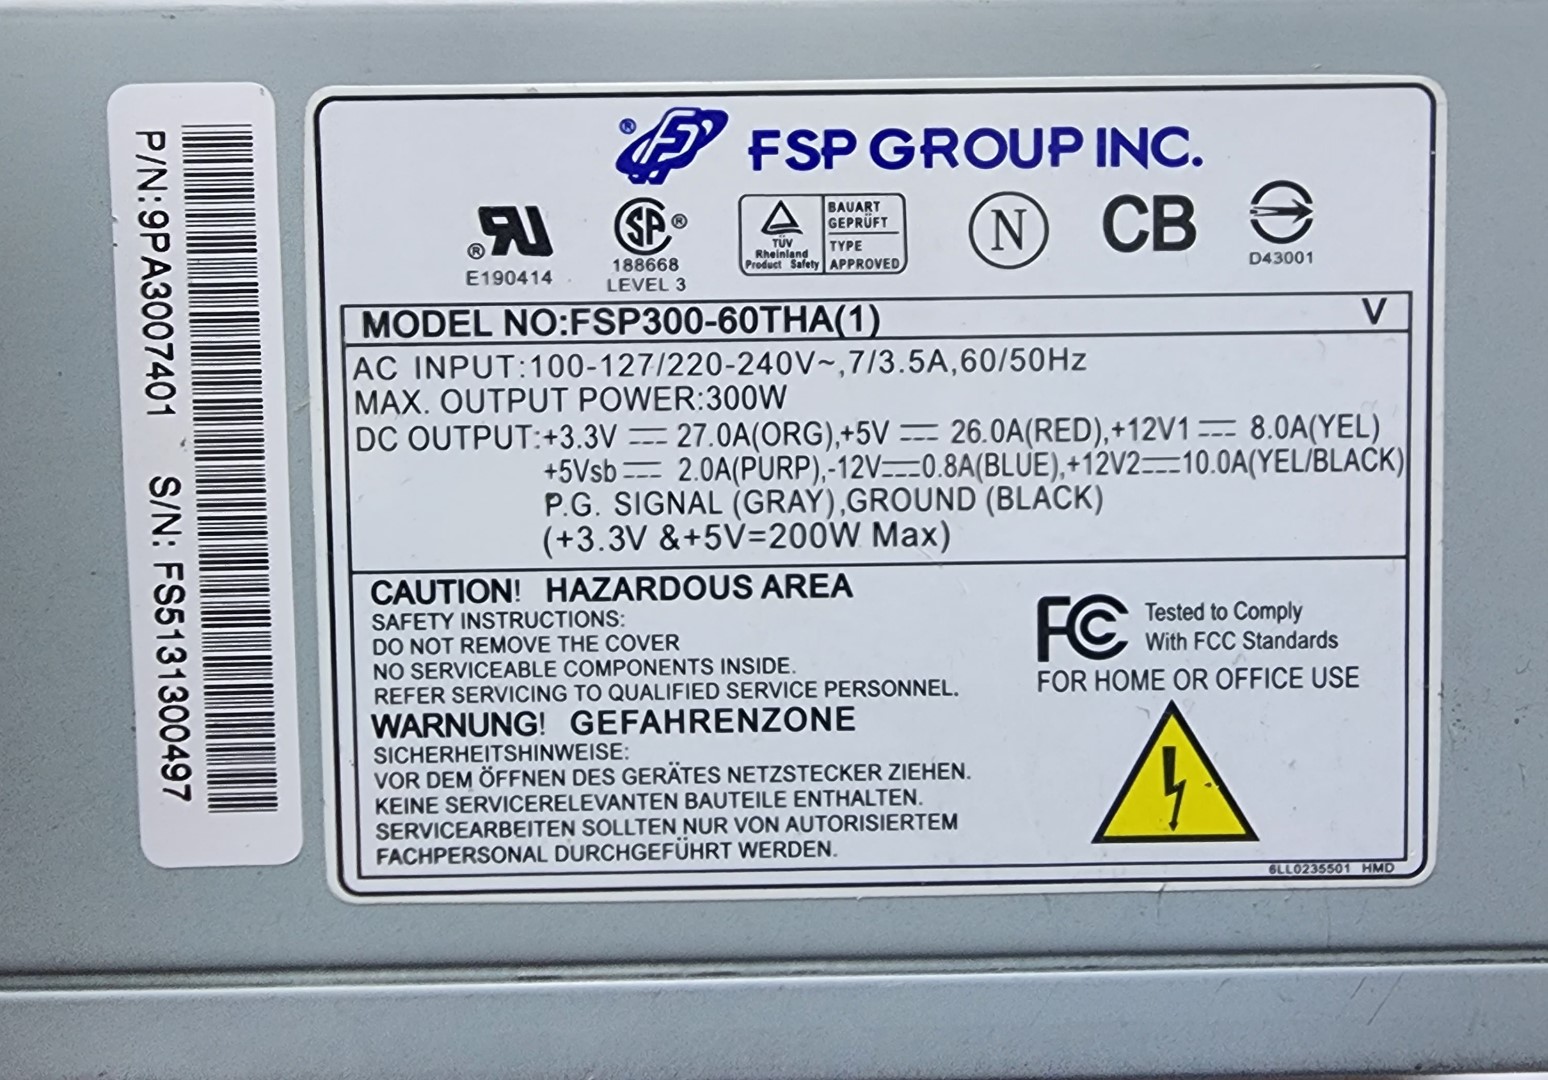 P/N:9PA3007401 S/N: FS5131300497
® FSP GROUP INC.
® RU
E190414
SP®
188668
LEVEL 3
TÜV
Rheinland
Product Safety
BAUART
GEPRÜFT
TYPE
APPROVED
N
CB
D43001
MODEL NO:FSP300-60THA(1) V
AC INPUT:100-127/220-240V~,7/3.5A,60/50Hz
MAX. OUTPUT POWER:300W
DC OUTPUT:+3.3V ⎓ 27.0A(ORG),+5V ⎓ 26.0A(RED),+12V1 ⎓ 8.0A(YEL)
+5Vsb ⎓ 2.0A(PURP),-12V⎓0.8A(BLUE),+12V2⎓10.0A(YEL/BLACK)
P.G. SIGNAL (GRAY),GROUND (BLACK)
(+3.3V &+5V=200W Max)
CAUTION! HAZARDOUS AREA
SAFETY INSTRUCTIONS:
DO NOT REMOVE THE COVER
NO SERVICEABLE COMPONENTS INSIDE.
REFER SERVICING TO QUALIFIED SERVICE PERSONNEL.
WARNUNG! GEFAHRENZONE
SICHERHEITSHINWEISE:
VOR DEM ÖFFNEN DES GERÄTES NETZSTECKER ZIEHEN.
KEINE SERVICERELEVANTEN BAUTEILE ENTHALTEN.
SERVICEARBEITEN SOLLTEN NUR VON AUTORISIERTEM
FACHPERSONAL DURCHGEFÜHRT WERDEN.
FC Tested to Comply
With FCC Standards
FOR HOME OR OFFICE USE
6LL0235501 HMD